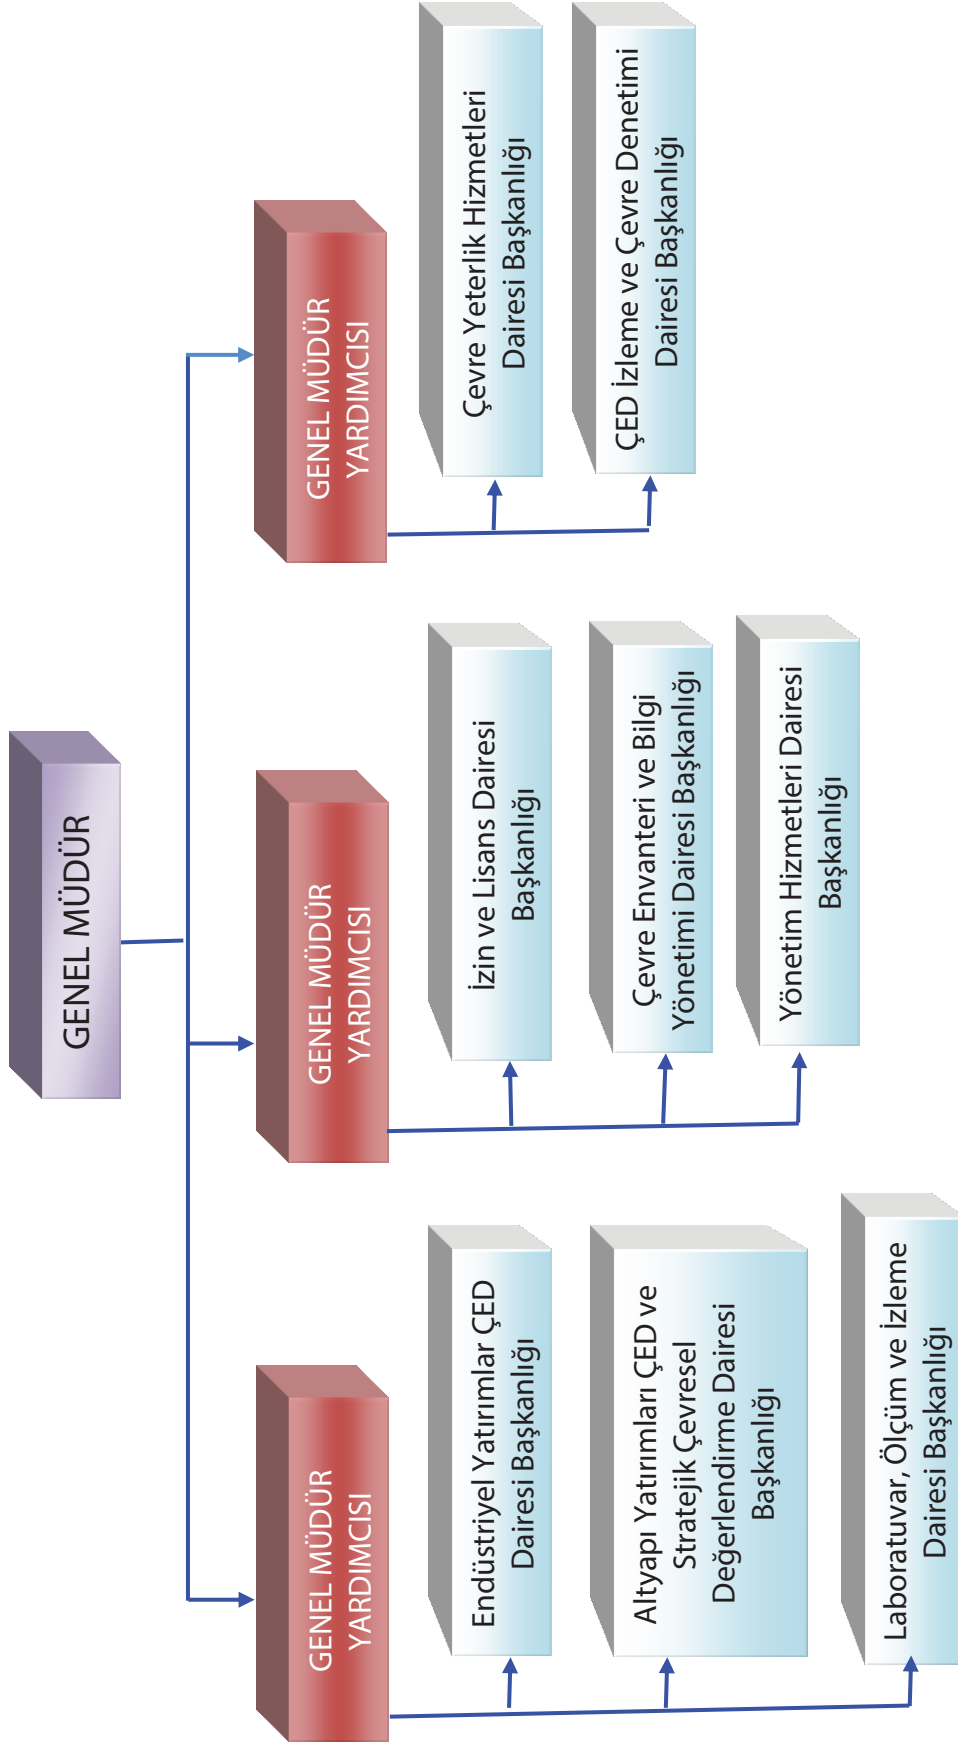 GENEL MÜDÜR
GENEL MÜDÜR
YARDIMCISI
Endüstriyel Yatırımlar ÇED
Dairesi Başkanlığı
Altyapı Yatırımları ÇED ve
Stratejik Çevresel
Değerlendirme Dairesi
Başkanlığı
Laboratuvar, Ölçüm ve İzleme
Dairesi Başkanlığı
GENEL MÜDÜR
YARDIMCISI
İzin ve Lisans Dairesi
Başkanlığı
Çevre Envanteri ve Bilgi
Yönetimi Dairesi Başkanlığı
Yönetim Hizmetleri Dairesi
Başkanlığı
GENEL MÜDÜR
YARDIMCISI
Çevre Yeterlik Hizmetleri
Dairesi Başkanlığı
ÇED İzleme ve Çevre Denetimi
Dairesi Başkanlığı